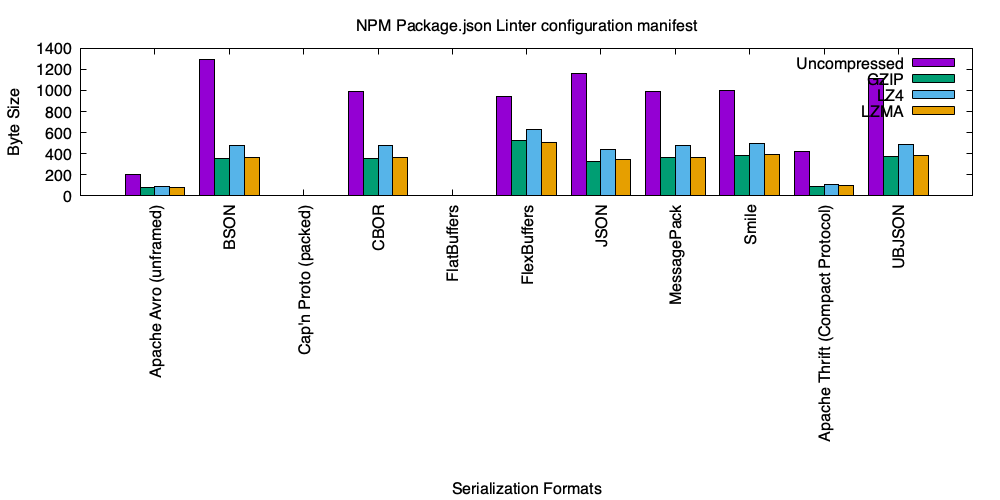 NPM Package.json Linter configuration manifest
Byte Size
1400
1200
1000
800
600
400
200
0
Uncompressed
GZIP
LZ4
LZMA
Apache Avro (unframed)
BSON
Cap'n Proto (packed)
CBOR
FlatBuffers
FlexBuffers
JSON
MessagePack
Smile
Apache Thrift (Compact Protocol)
UBJSON
Serialization Formats